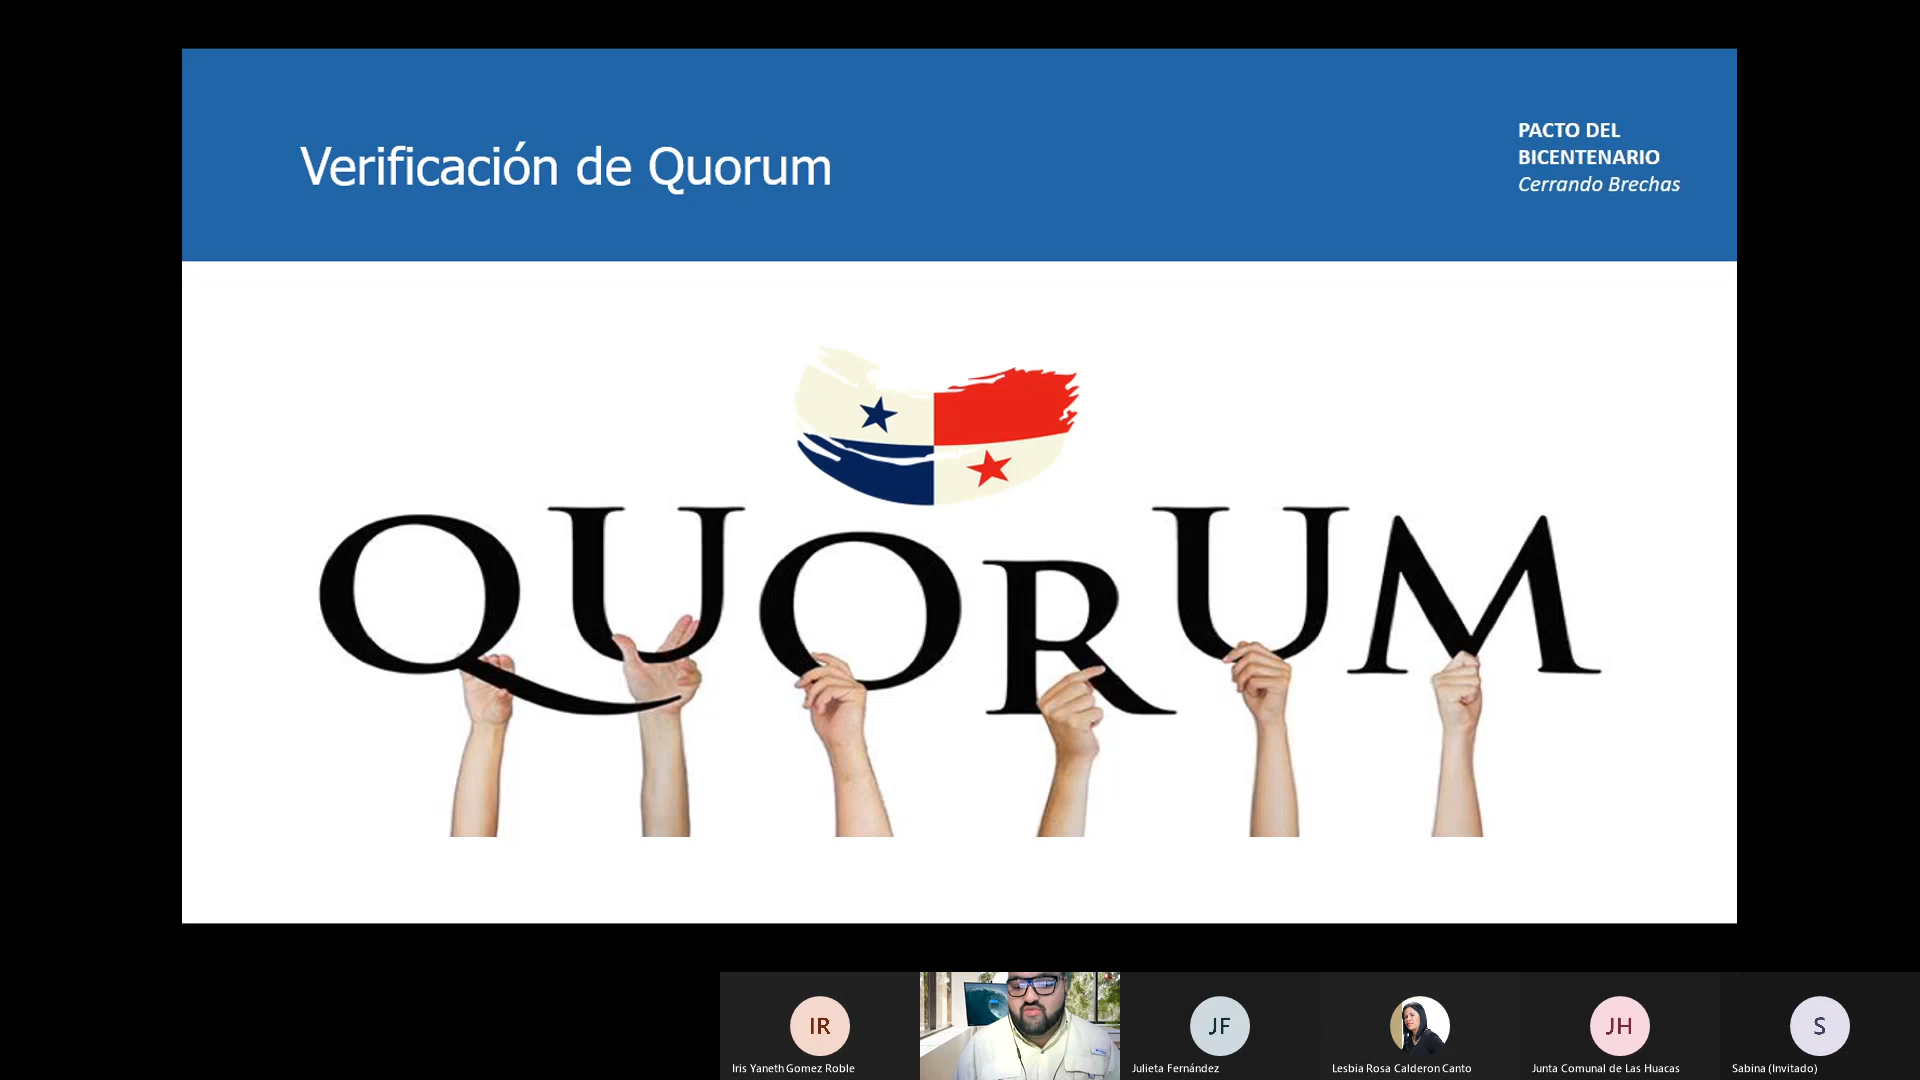 Verificación de Quorum
PACTO DEL
BICENTENARIO
Cerrando Brechas
QUORUM
IR
Iris Yaneth Gomez Roble
JF
Julieta Fernández
Lesbia Rosa Calderon Canto
JH
Junta Comunal de Las Huacas
S
Sabina (Invitado)